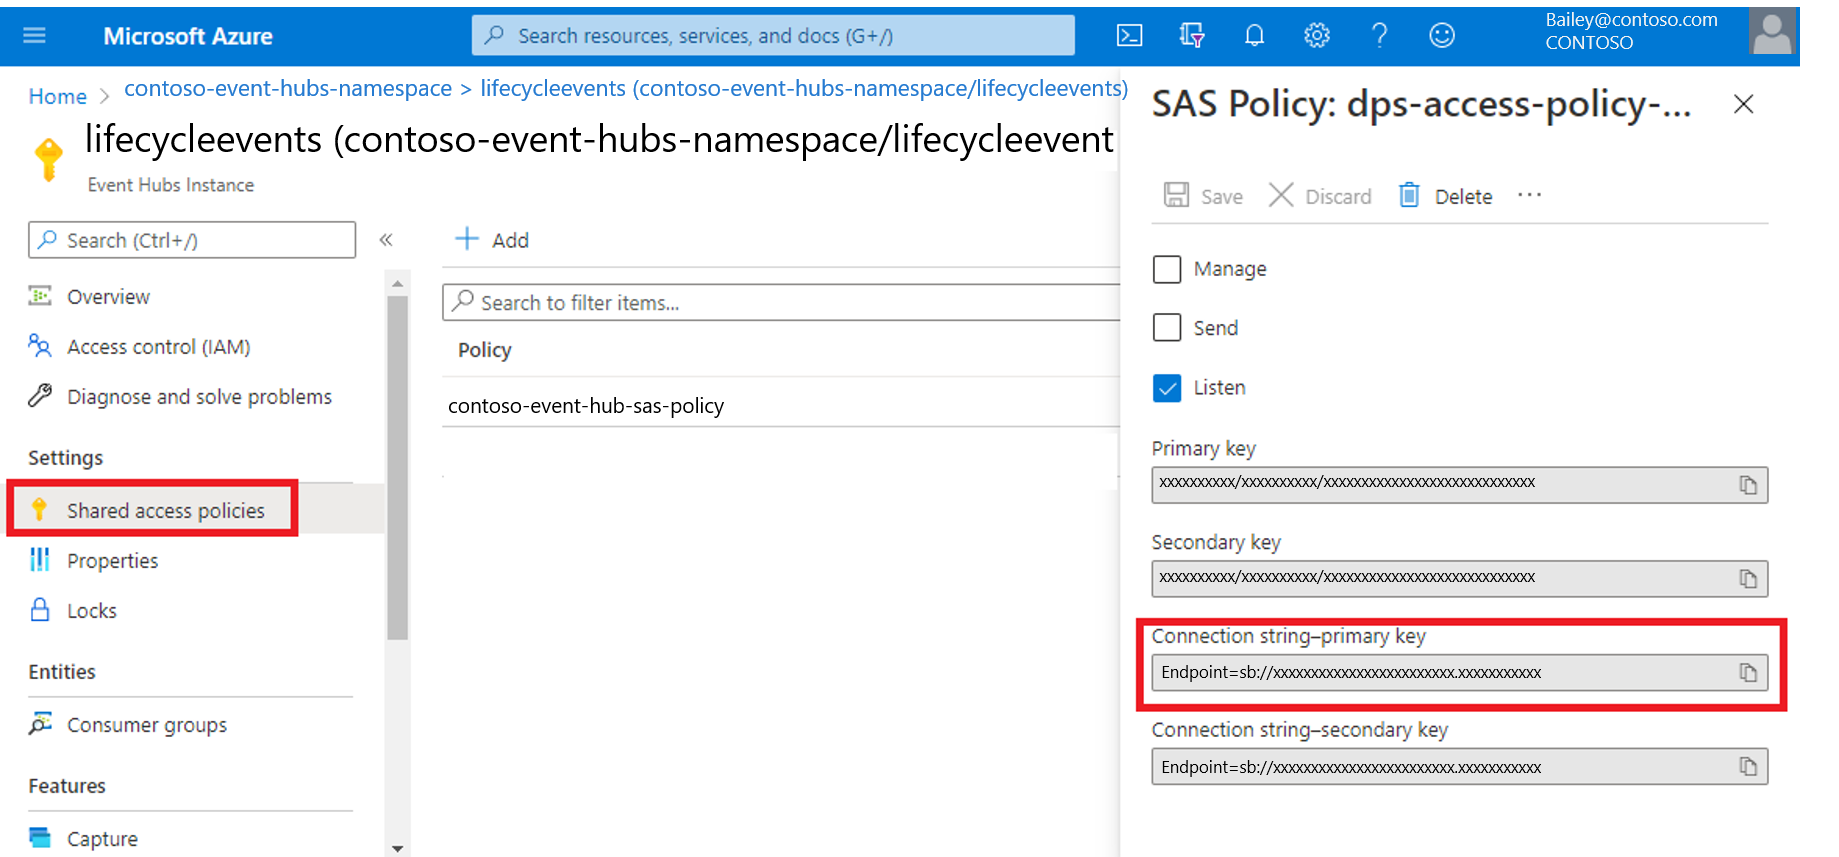 Microsoft Azure
Search resources, services, and docs (G+/)
Bailey@contoso.com
CONTOSO
Home > contoso-event-hubs-namespace > lifecycleevents (contoso-event-hubs-namespace/lifecycleevents)
lifecycleevents (contoso-event-hubs-namespace/lifecycleevent
Event Hubs Instance
Search (Ctrl+/)
«
Overview
Access control (IAM)
Diagnose and solve problems
Settings
Shared access policies
Properties
Locks
Entities
Consumer groups
Features
Capture
Add
Search to filter items...
Policy
contoso-event-hub-sas-policy
SAS Policy: dps-access-policy-...
Save Discard Delete ...
Manage
Send
Listen
Primary key
xxxxxxxxxx/xxxxxxxxxx/xxxxxxxxxxxxxxxxxxxxxxxxxxxx
Secondary key
xxxxxxxxxx/xxxxxxxxxx/xxxxxxxxxxxxxxxxxxxxxxxxxxxx
Connection string–primary key
Endpoint=sb://xxxxxxxxxxxxxxxxxxxxxxxx.xxxxxxxxxxx
Connection string–secondary key
Endpoint=sb://xxxxxxxxxxxxxxxxxxxxxxxx.xxxxxxxxxxx